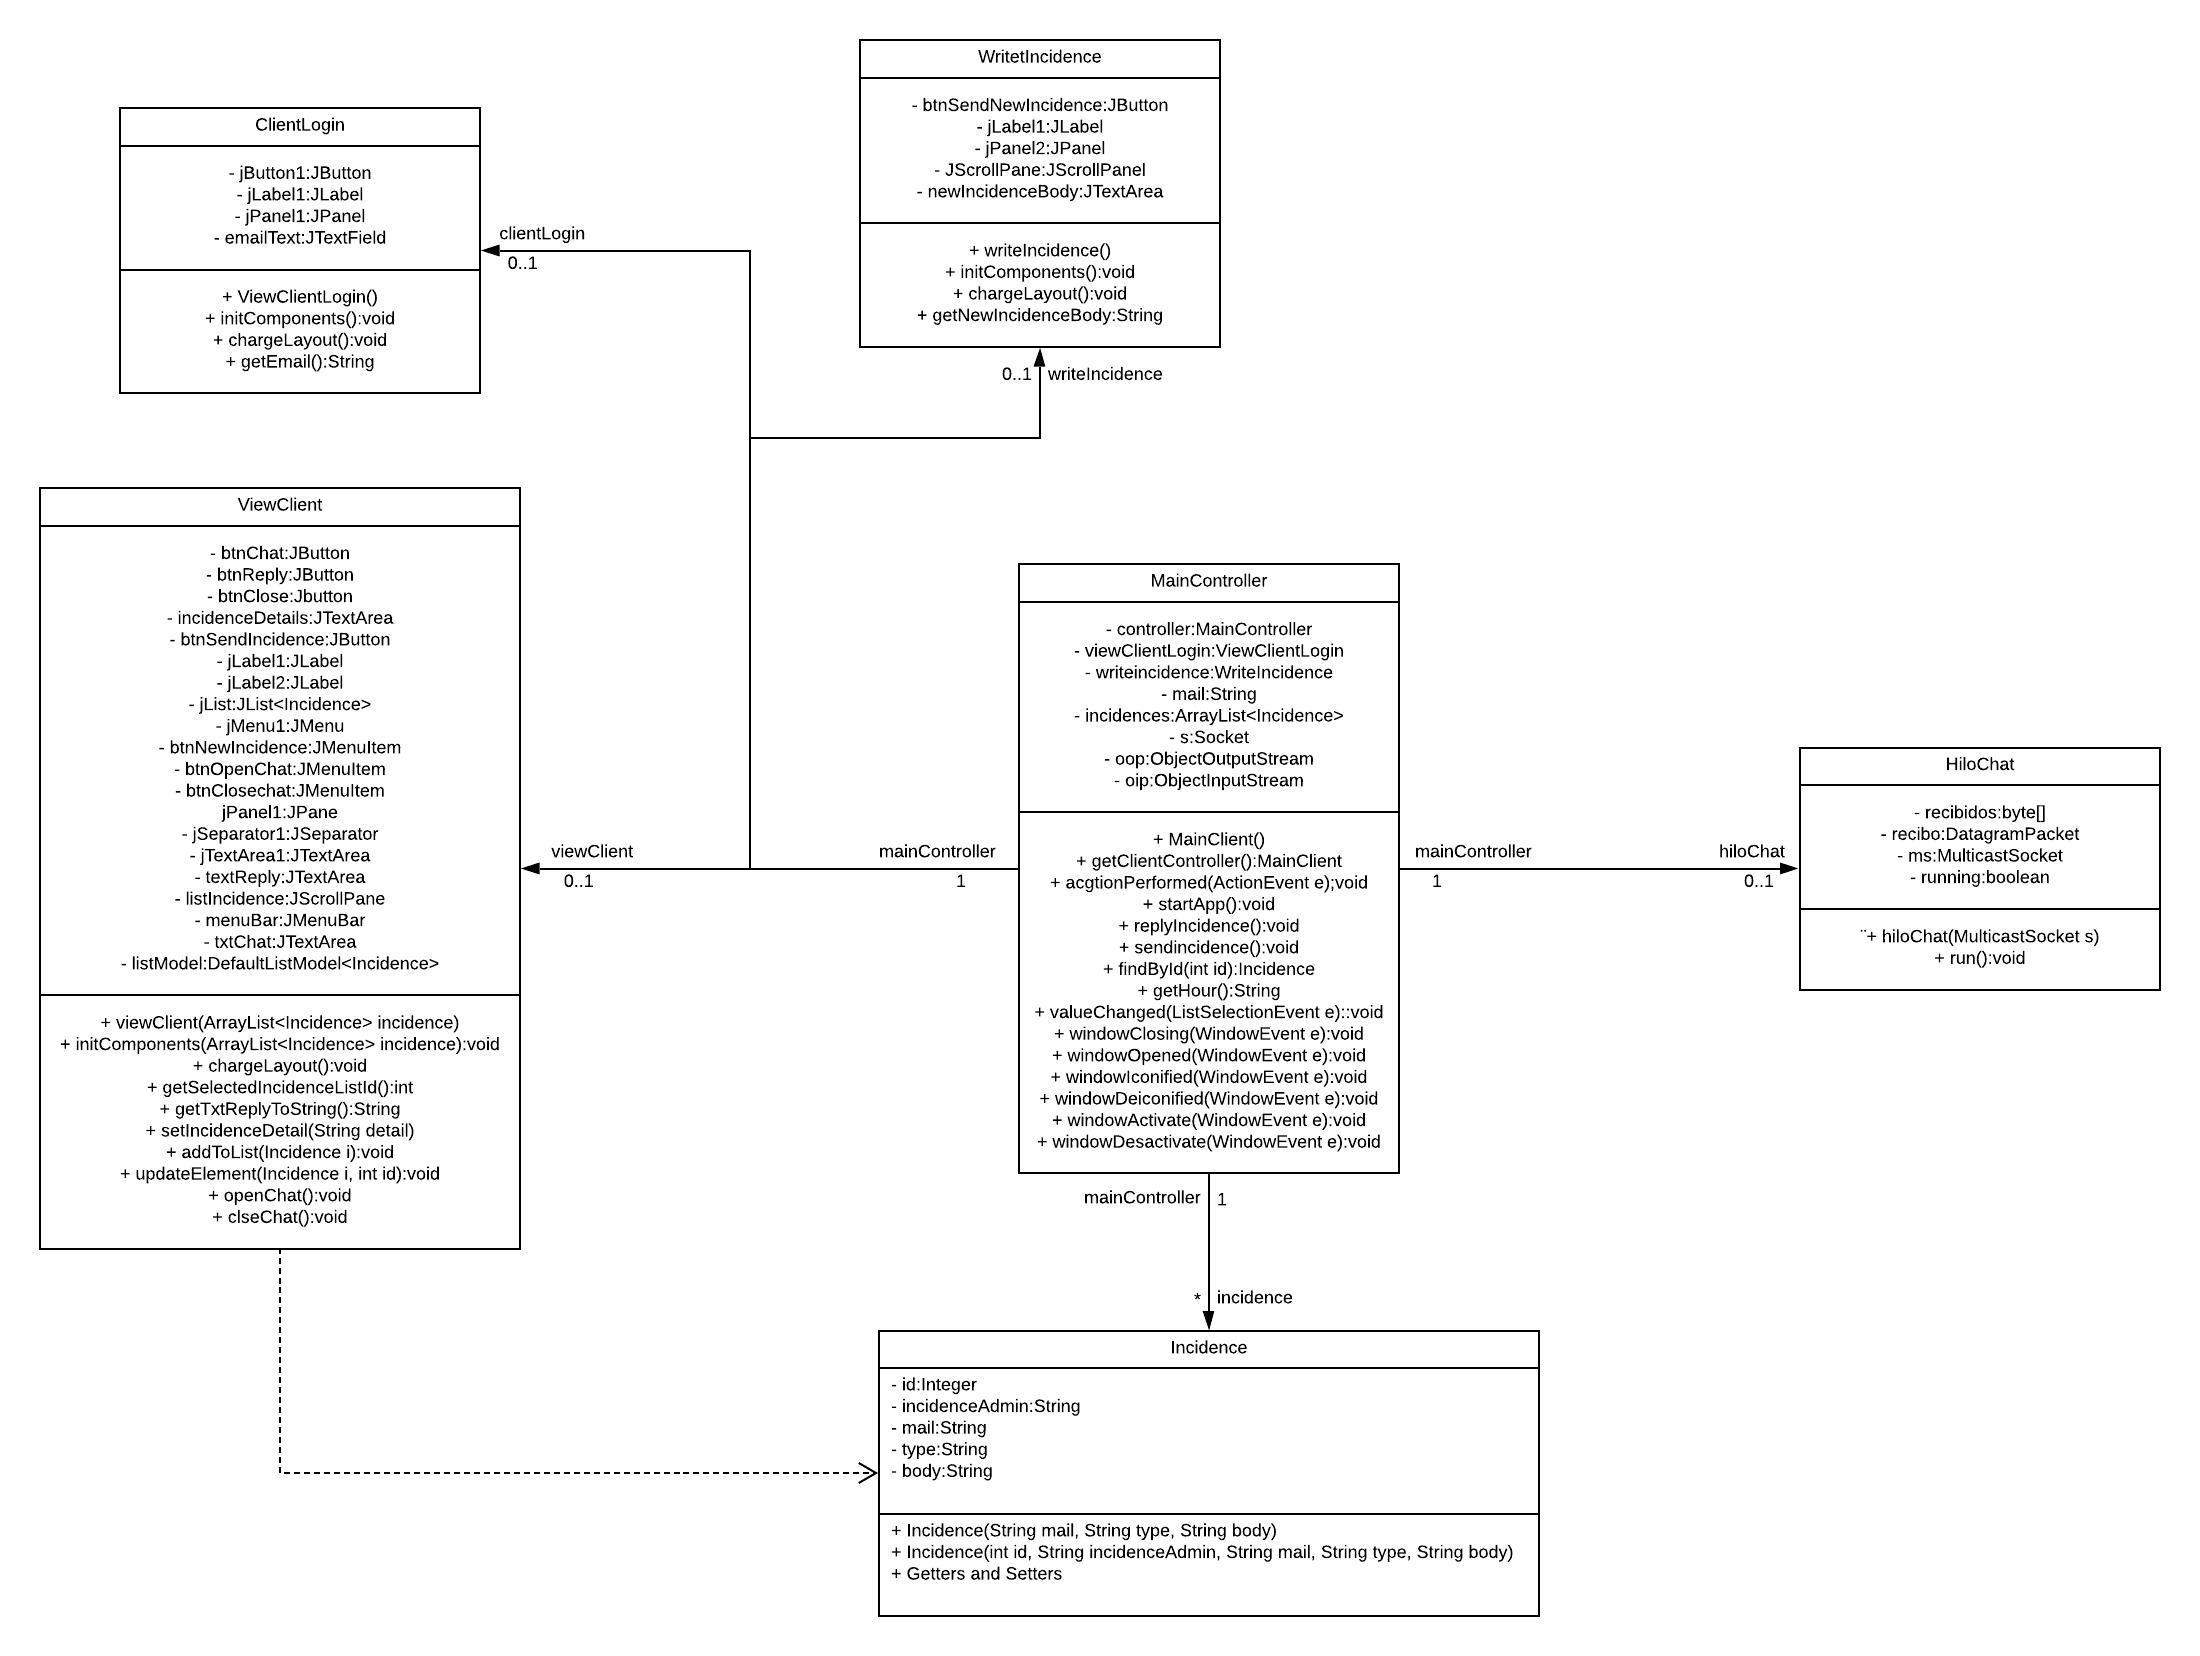 WritetIncidence
- btnSendNewIncidence:JButton
- jLabel1:JLabel
- jPanel2:JPanel
- JScrollPane:JScrollPanel
- newIncidenceBody:JTextArea
+ writeIncidence()
+ initComponents():void
+ chargeLayout():void
+ getNewIncidenceBody:String
0..1 writeIncidence
ClientLogin
- jButton1:JButton
- jLabel1:JLabel
- jPanel1:JPanel
- emailText:JTextField
+ ViewClientLogin()
+ initComponents():void
+ chargeLayout():void
+ getEmail():String
clientLogin
0..1
ViewClient
- btnChat:JButton
- btnReply:JButton
- btnClose:Jbutton
- incidenceDetails:JTextArea
- btnSendIncidence:JButton
- jLabel1:JLabel
- jLabel2:JLabel
- jList:JList<Incidence>
- jMenu1:JMenu
- btnNewIncidence:JMenuItem
- btnOpenChat:JMenuItem
- btnClosechat:JMenuItem
jPanel1:JPane
- jSeparator1:JSeparator
- jTextArea1:JTextArea
- textReply:JTextArea
- listIncidence:JScrollPane
- menuBar:JMenuBar
- txtChat:JTextArea
- listModel:DefaultListModel<Incidence>
+ viewClient(ArrayList<Incidence> incidence)
+ initComponents(ArrayList<Incidence> incidence):void
+ chargeLayout():void
+ getSelectedIncidenceListId():int
+ getTxtReplyToString():String
+ setIncidenceDetail(String detail)
+ addToList(Incidence i):void
+ updateElement(Incidence i, int id):void
+ openChat():void
+ clseChat():void
viewClient
0..1
mainController
1
MainController
- controller:MainController
- viewClientLogin:ViewClientLogin
- writeincidence:WriteIncidence
- mail:String
- incidences:ArrayList<Incidence>
- s:Socket
- oop:ObjectOutputStream
- oip:ObjectInputStream
+ MainClient()
+ getClientController():MainClient
+ acgtionPerformed(ActionEvent e);void
+ startApp():void
+ replyIncidence():void
+ sendincidence():void
+ findById(int id):Incidence
+ getHour():String
+ valueChanged(ListSelectionEvent e)::void
+ windowClosing(WindowEvent e):void
+ windowOpened(WindowEvent e):void
+ windowIconified(WindowEvent e):void
+ windowDeiconified(WindowEvent e):void
+ windowActivate(WindowEvent e):void
+ windowDesactivate(WindowEvent e):void
mainController
1
hiloChat
0..1
HiloChat
- recibidos:byte[]
- recibo:DatagramPacket
- ms:MulticastSocket
- running:boolean
¨+ hiloChat(MulticastSocket s)
+ run():void
mainController 1
* incidence
Incidence
- id:Integer
- incidenceAdmin:String
- mail:String
- type:String
- body:String
+ Incidence(String mail, String type, String body)
+ Incidence(int id, String incidenceAdmin, String mail, String type, String body)
+ Getters and Setters